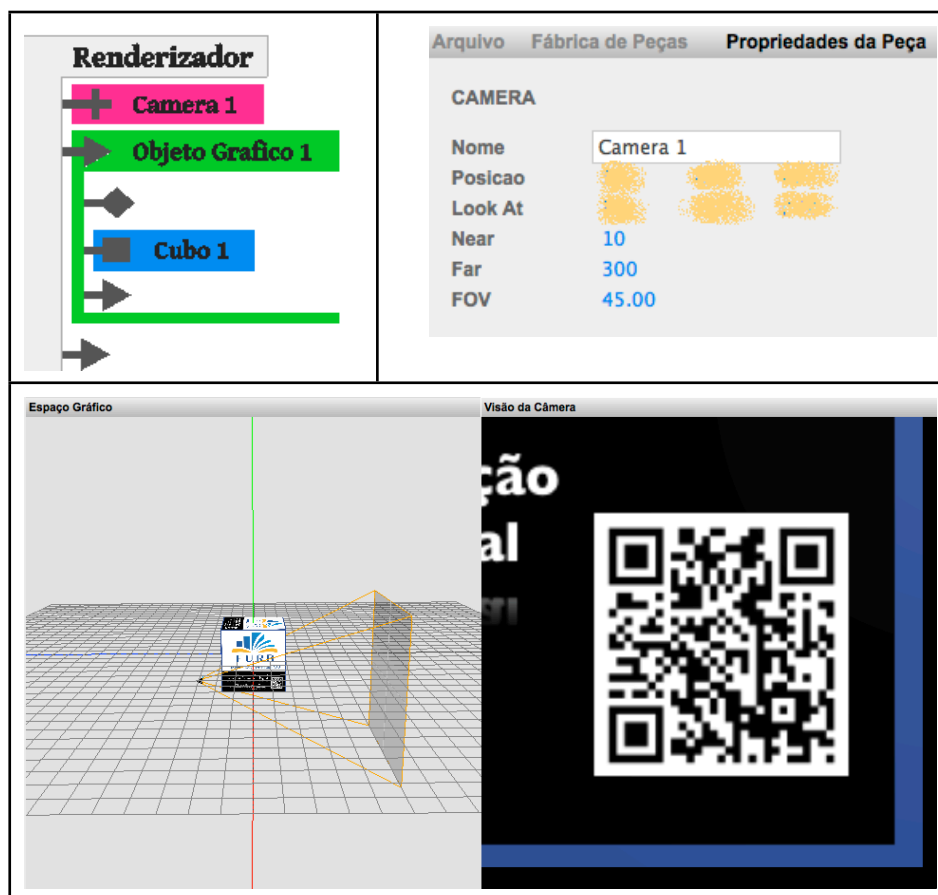 Renderizador
Camera 1
Objeto Grafico 1
Cubo 1
Arquivo Fábrica de Peças Propriedades da Peça
CAMERA
Nome Camera 1
Posicao
Look At
Near 10
Far 300
FOV 45.00
Espaço Gráfico
Visão da Câmera
FURB
ção
al